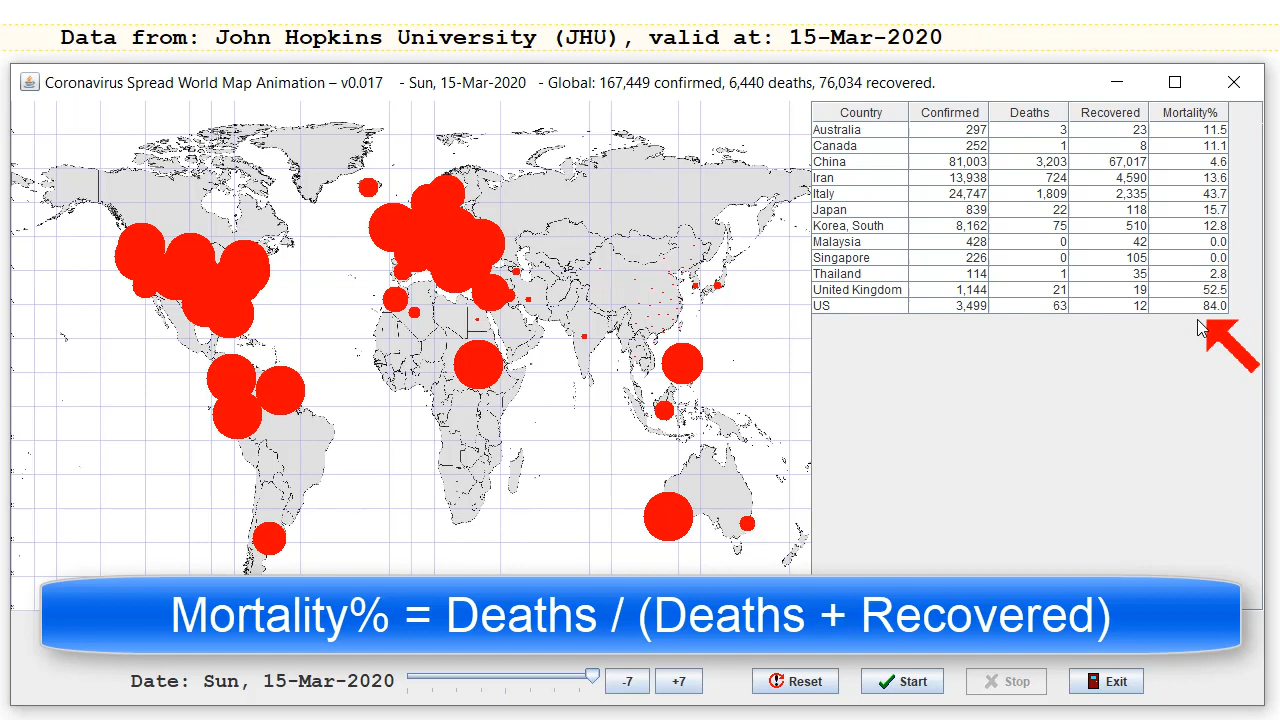 Data from: John Hopkins University (JHU), valid at: 15-Mar-2020
Coronavirus Spread World Map Animation – v0.017 - Sun, 15-Mar-2020 - Global: 167,449 confirmed, 6,440 deaths, 76,034 recovered.
Country Confirmed Deaths Recovered Mortality%
Australia 297 3 23 11.5
Canada 252 1 8 11.1
China 81,003 3,203 67,017 4.6
Iran 13,938 724 4,590 13.6
Italy 24,747 1,809 2,335 43.7
Japan 839 22 118 15.7
Korea, South 8,162 75 510 12.8
Malaysia 428 0 42 0.0
Singapore 226 0 105 0.0
Thailand 114 1 35 2.8
United Kingdom 1,144 21 19 52.5
US 3,499 63 12 84.0
Mortality% = Deaths / (Deaths + Recovered)
Date: Sun, 15-Mar-2020 -7 +7 Reset Start Stop Exit